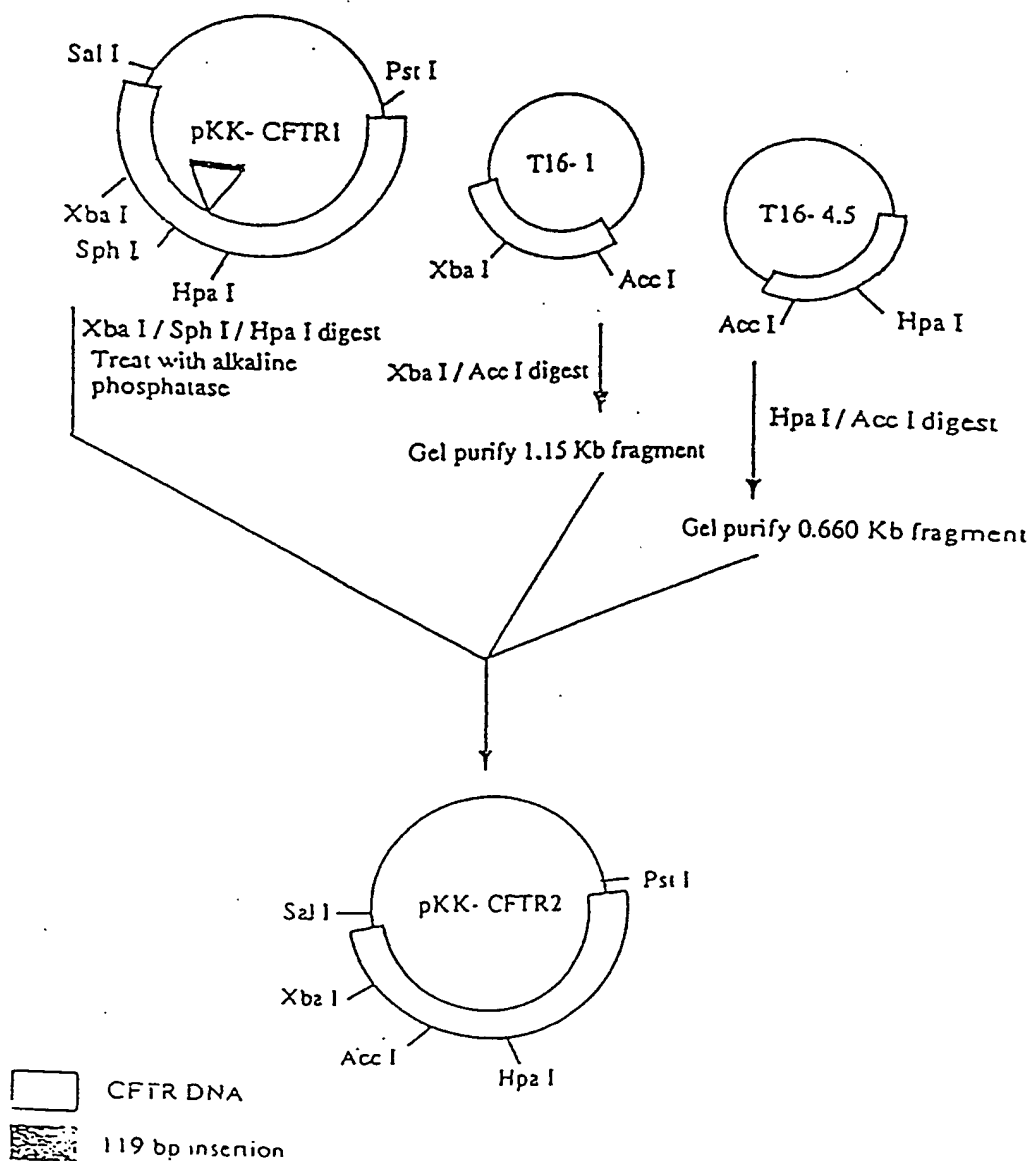 Sal I
Pst I
pKK- CFTR1
Xba I
Sph I
Hpa I
T16- 1
Xba I
Acc I
T16- 4.5
Acc I
Hpa I
Xba I / Sph I / Hpa I digest
Treat with alkaline
phosphatase
Xba I / Acc I digest
Hpa I / Acc I digest
Gel purify 1.15 Kb fragment
Gel purify 0.660 Kb fragment
Pst I
Sal I
pKK- CFTR2
Xba I
Acc I
Hpa I
CFTR DNA
119 bp insertion